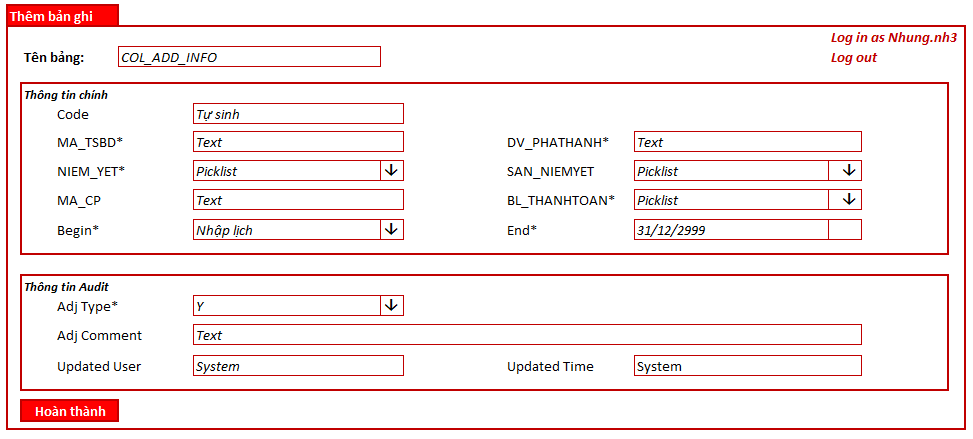 Thêm bản ghi
Log in as Nhung.nh3
Tên bảng: COL_ADD_INFO
Log out
Thông tin chính
Code Tự sinh
MA_TSBD* Text DV_PHATHANH* Text
NIEM_YET* Picklist SAN_NIEMYET Picklist
MA_CP Text BL_THANHTOAN* Picklist
Begin* Nhập lịch End* 31/12/2999
Thông tin Audit
Adj Type* Y
Adj Comment Text
Updated User System Updated Time System
Hoàn thành